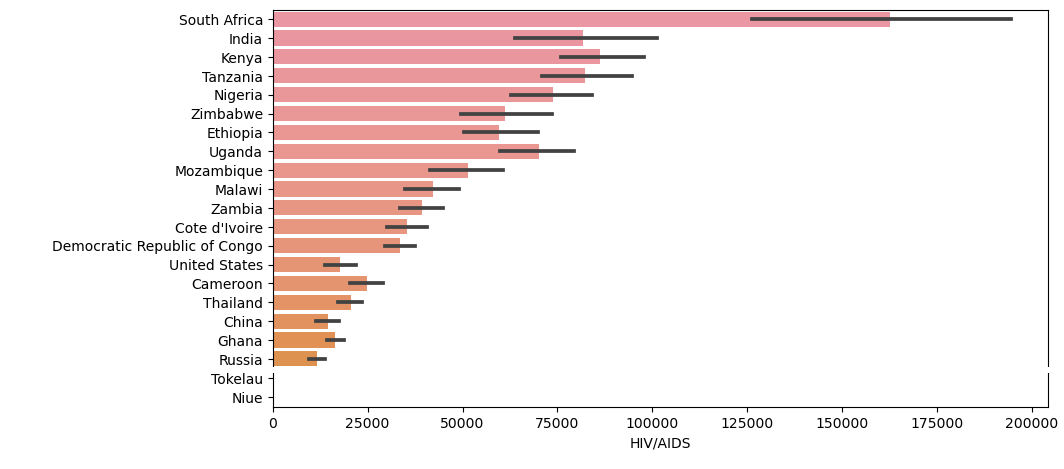 South Africa
India
Kenya
Tanzania
Nigeria
Zimbabwe
Ethiopia
Uganda
Mozambique
Malawi
Zambia
Cote d'Ivoire
Democratic Republic of Congo
United States
Cameroon
Thailand
China
Ghana
Russia
Tokelau
Niue
0 25000 50000 75000 100000 125000 150000 175000 200000
HIV/AIDS